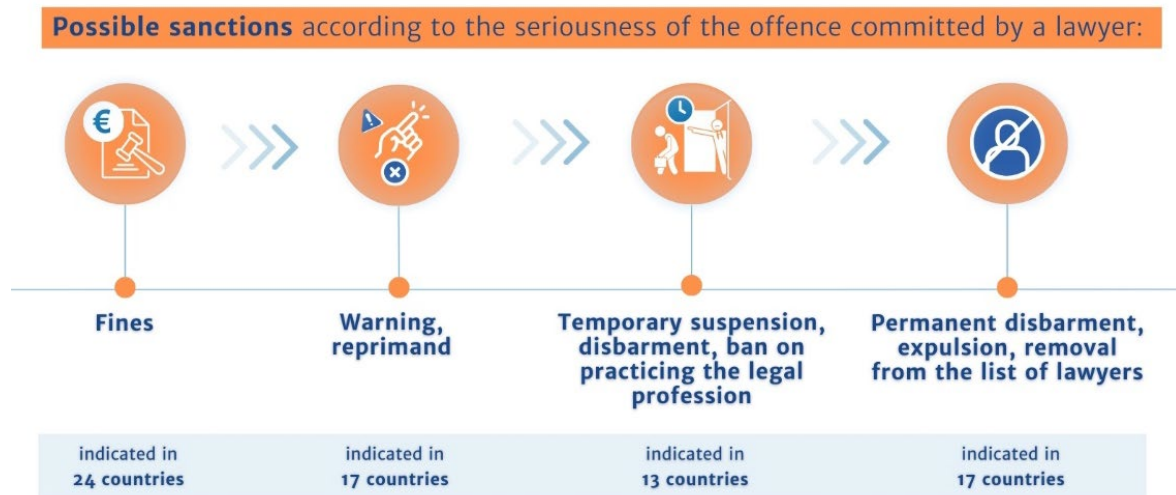 Possible sanctions according to the seriousness of the offence committed by a lawyer:
€
Fines
Warning,
reprimand
Temporary suspension,
disbarment, ban on
practicing the legal
profession
Permanent disbarment,
expulsion, removal
from the list of lawyers
indicated in
24 countries
indicated in
17 countries
indicated in
13 countries
indicated in
17 countries